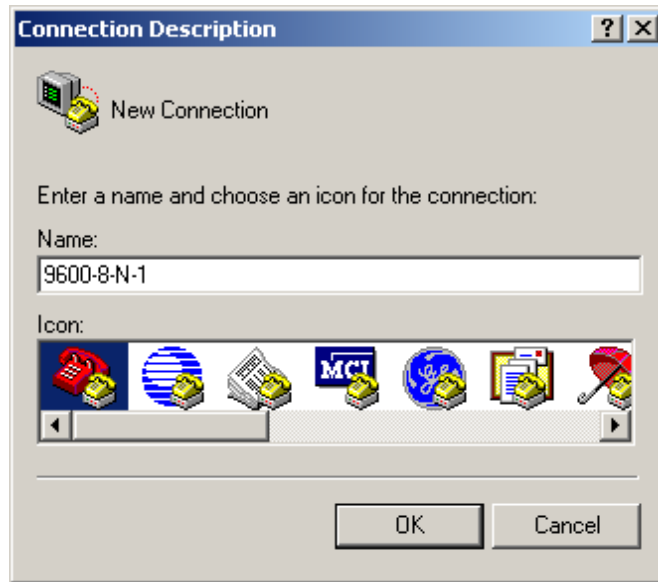 Connection Description
New Connection
Enter a name and choose an icon for the connection:
Name:
9600-8-N-1
Icon:
MCI
OK Cancel